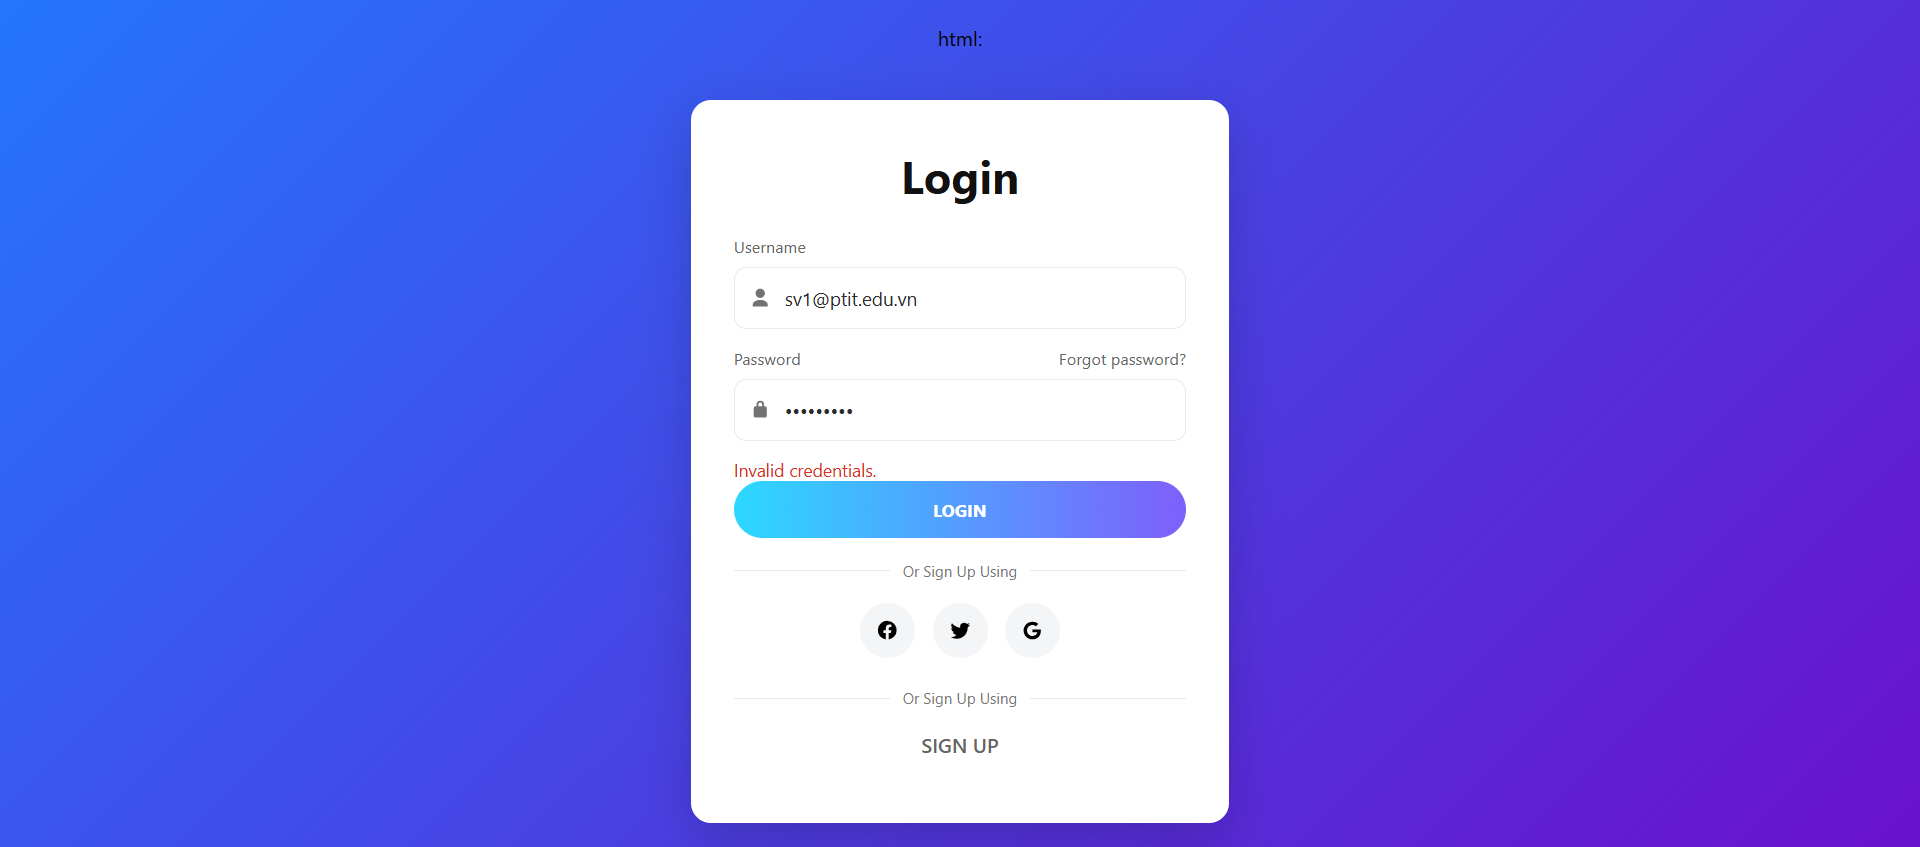 html:
Login
Username
sv1@ptit.edu.vn
Password Forgot password?
•••••••••
Invalid credentials.
LOGIN
Or Sign Up Using
Or Sign Up Using
SIGN UP